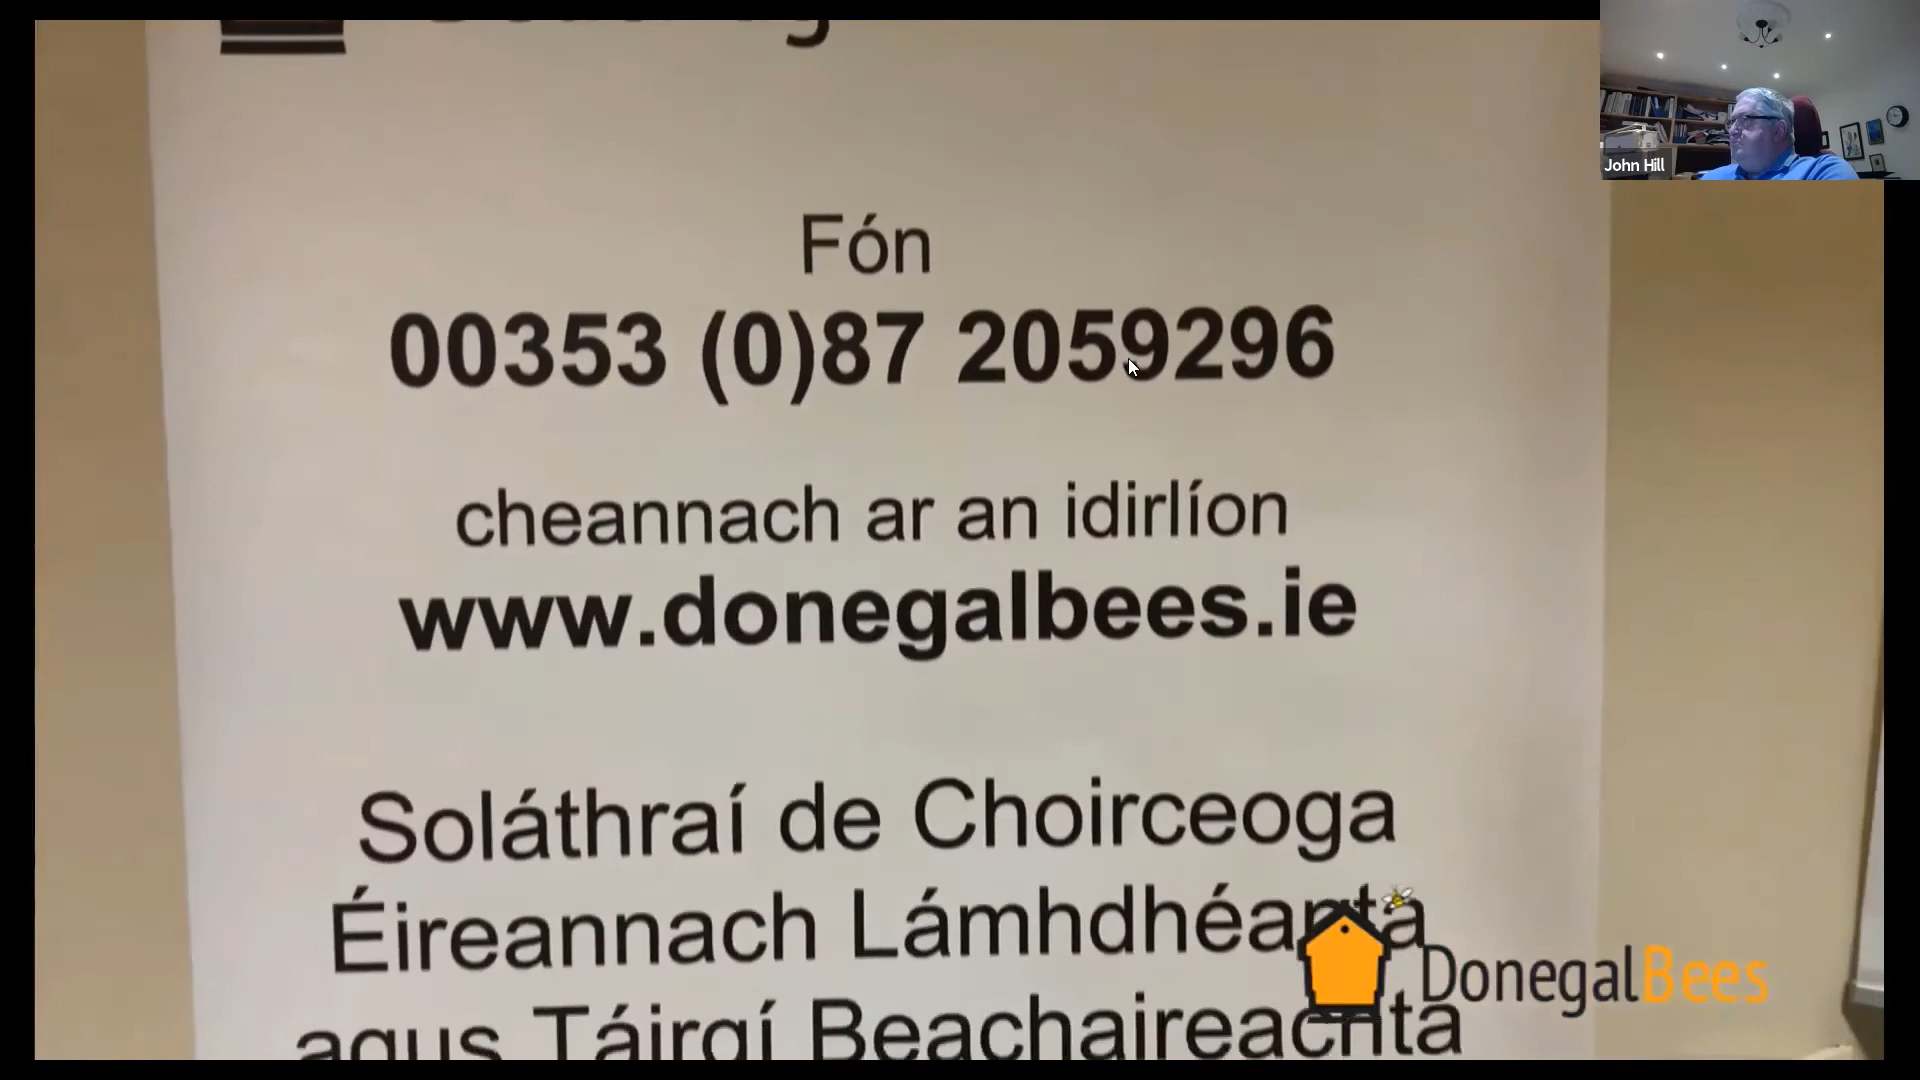 John Hill
Fón
00353 (0)87 2059296
cheannach ar an idirlíon
www.donegalbees.ie
Soláthraí de Choirceoga
Éireannach Lámhdhéanta
DonegalBees
agus Táirgí Beachaireachta